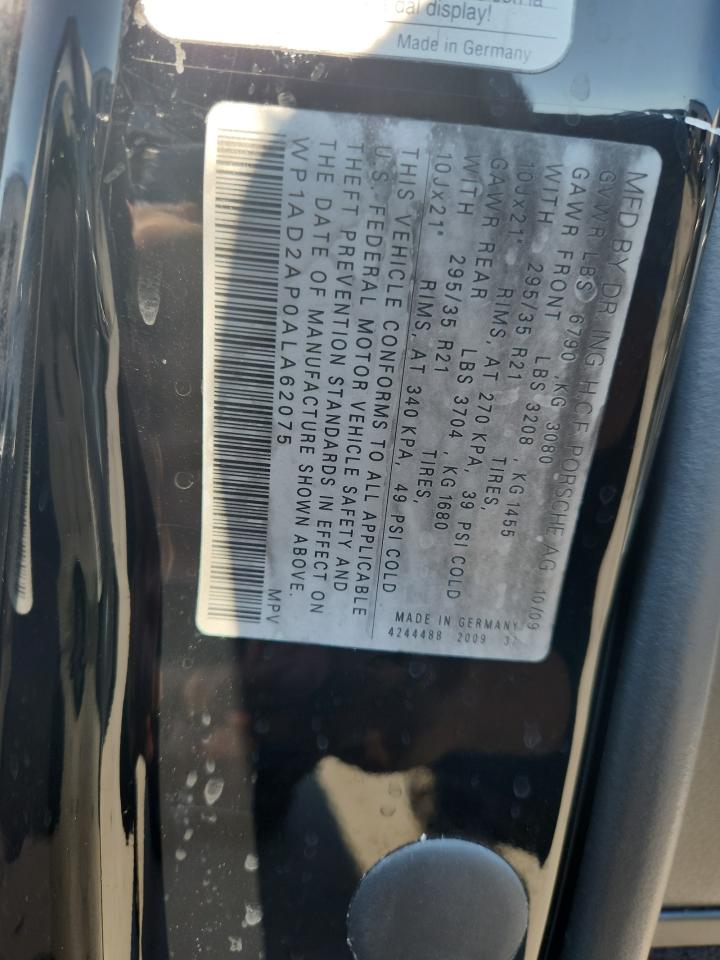 cal display!
Made in Germany
MFD BY DR. ING.H.C.F. PORSCHE AG 10/09
GVWR LBS 6790 ,KG 3080
GAWR FRONT LBS 3208 , KG 1455
WITH 295/35 R21 TIRES,
10Jx21" RIMS, AT 270 KPA, 39 PSI COLD
GAWR REAR LBS 3704 , KG 1680
WITH 295/35 R21 TIRES,
10Jx21" RIMS, AT 340 KPA, 49 PSI COLD
THIS VEHICLE CONFORMS TO ALL APPLICABLE
U.S. FEDERAL MOTOR VEHICLE SAFETY AND
THEFT PREVENTION STANDARDS IN EFFECT ON
THE DATE OF MANUFACTURE SHOWN ABOVE.
WP1AD2AP0ALA62075 MPV
MADE IN GERMANY
4244488 2009